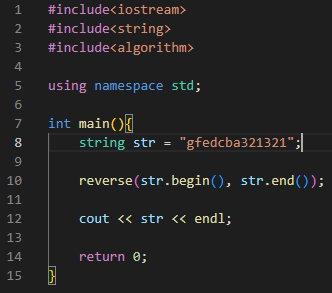 1 #include<iostream>
2 #include<string>
3 #include<algorithm>
4
5 using namespace std;
6
7 int main(){
8     string str = "gfedcba321321";
9
10     reverse(str.begin(), str.end());
11
12     cout << str << endl;
13
14     return 0;
15 }